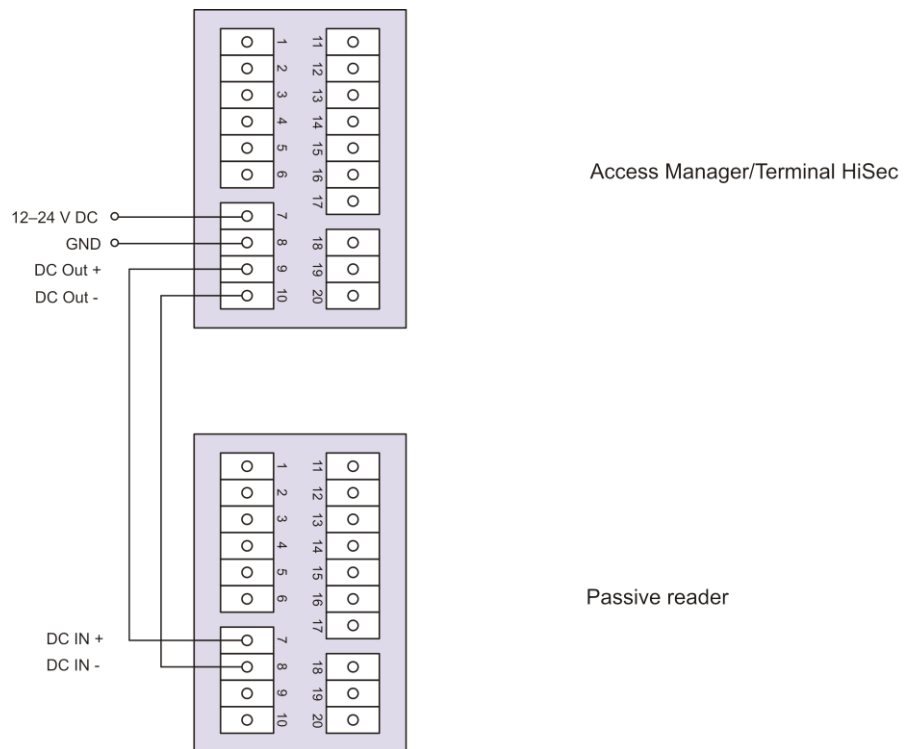 1 11
2 12
3 13
4 14
5 15
6 16
17
Access Manager/Terminal HiSec
12–24 V DC 7
GND 8 18
DC Out + 9 19
DC Out - 10 20
1 11
2 12
3 13
4 14
5 15
6 16
Passive reader
17
DC IN + 7
DC IN - 8 18
9 19
10 20